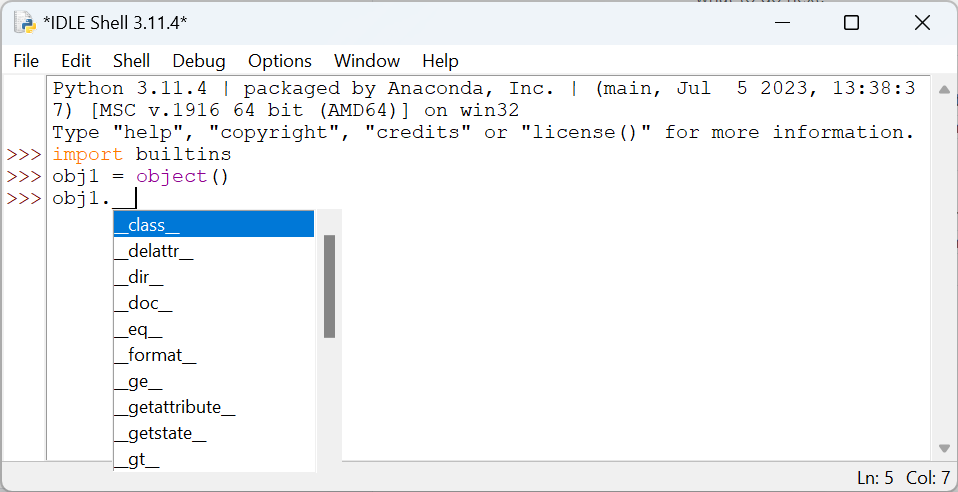 *IDLE Shell 3.11.4*
File Edit Shell Debug Options Window Help
Python 3.11.4 | packaged by Anaconda, Inc. | (main, Jul  5 2023, 13:38:3
7) [MSC v.1916 64 bit (AMD64)] on win32
Type "help", "copyright", "credits" or "license()" for more information.
>>> import builtins
>>> obj1 = object()
>>> obj1.__
__class__
__delattr__
__dir__
__doc__
__eq__
__format__
__ge__
__getattribute__
__getstate__
__gt__
Ln: 5 Col: 7